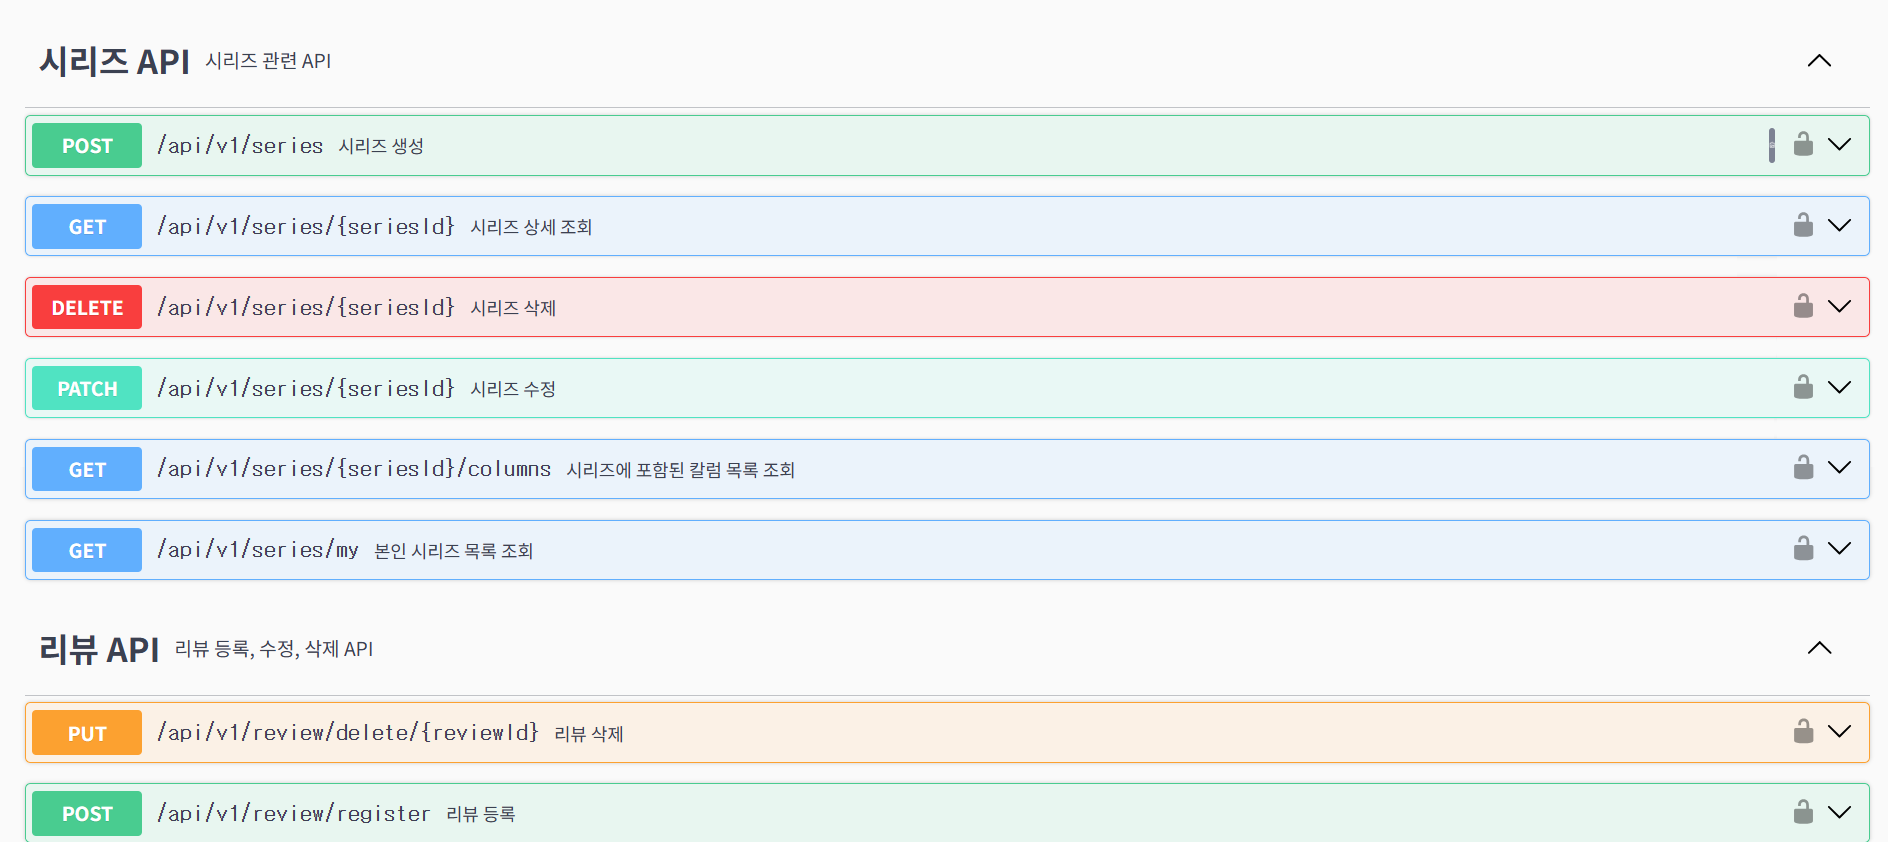 시리즈 API 시리즈 관련 API
POST /api/v1/series 시리즈 생성
GET /api/v1/series/{seriesId} 시리즈 상세 조회
DELETE /api/v1/series/{seriesId} 시리즈 삭제
PATCH /api/v1/series/{seriesId} 시리즈 수정
GET /api/v1/series/{seriesId}/columns 시리즈에 포함된 칼럼 목록 조회
GET /api/v1/series/my 본인 시리즈 목록 조회
리뷰 API 리뷰 등록, 수정, 삭제 API
PUT /api/v1/review/delete/{reviewId} 리뷰 삭제
POST /api/v1/review/register 리뷰 등록